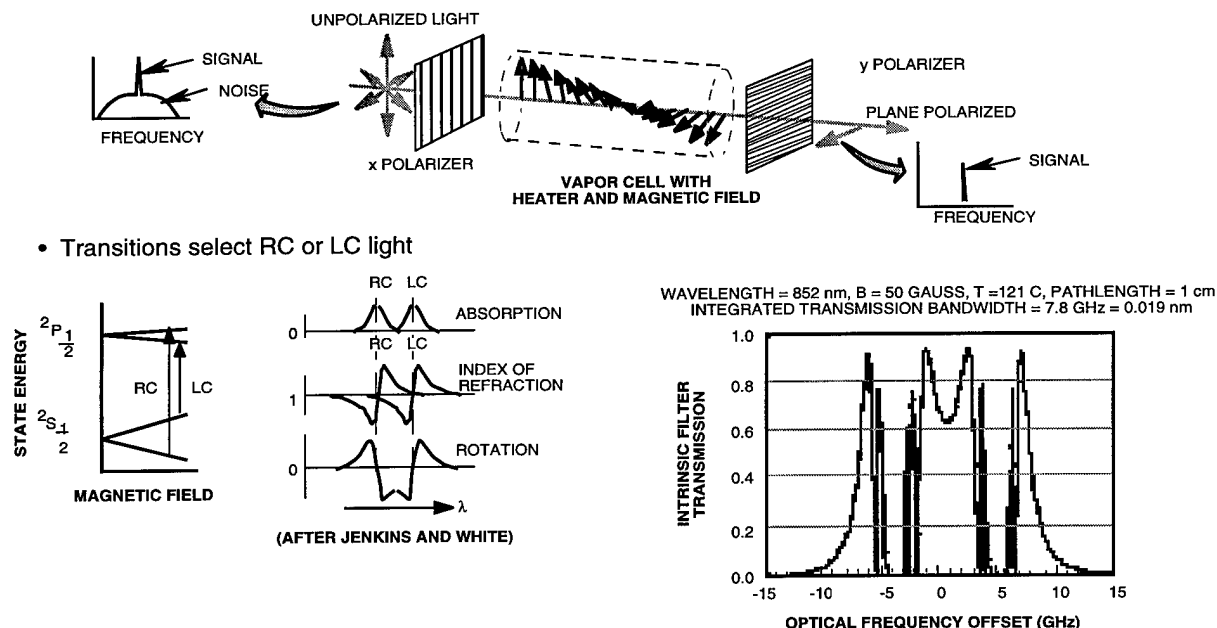 UNPOLARIZED LIGHT
SIGNAL
NOISE
FREQUENCY
x POLARIZER
VAPOR CELL WITH
HEATER AND MAGNETIC FIELD
y POLARIZER
PLANE POLARIZED
SIGNAL
FREQUENCY
• Transitions select RC or LC light
STATE ENERGY
2P1/2
2S1/2
RC
LC
MAGNETIC FIELD
RC LC
ABSORPTION
0
RC LC
INDEX OF
REFRACTION
1
ROTATION
0
λ
(AFTER JENKINS AND WHITE)
WAVELENGTH = 852 nm, B = 50 GAUSS, T =121 C, PATHLENGTH = 1 cm
INTEGRATED TRANSMISSION BANDWIDTH = 7.8 GHz = 0.019 nm
INTRINSIC FILTER
TRANSMISSION
1.0
0.8
0.6
0.4
0.2
0.0
-15 -10 -5 0 5 10 15
OPTICAL FREQUENCY OFFSET (GHz)